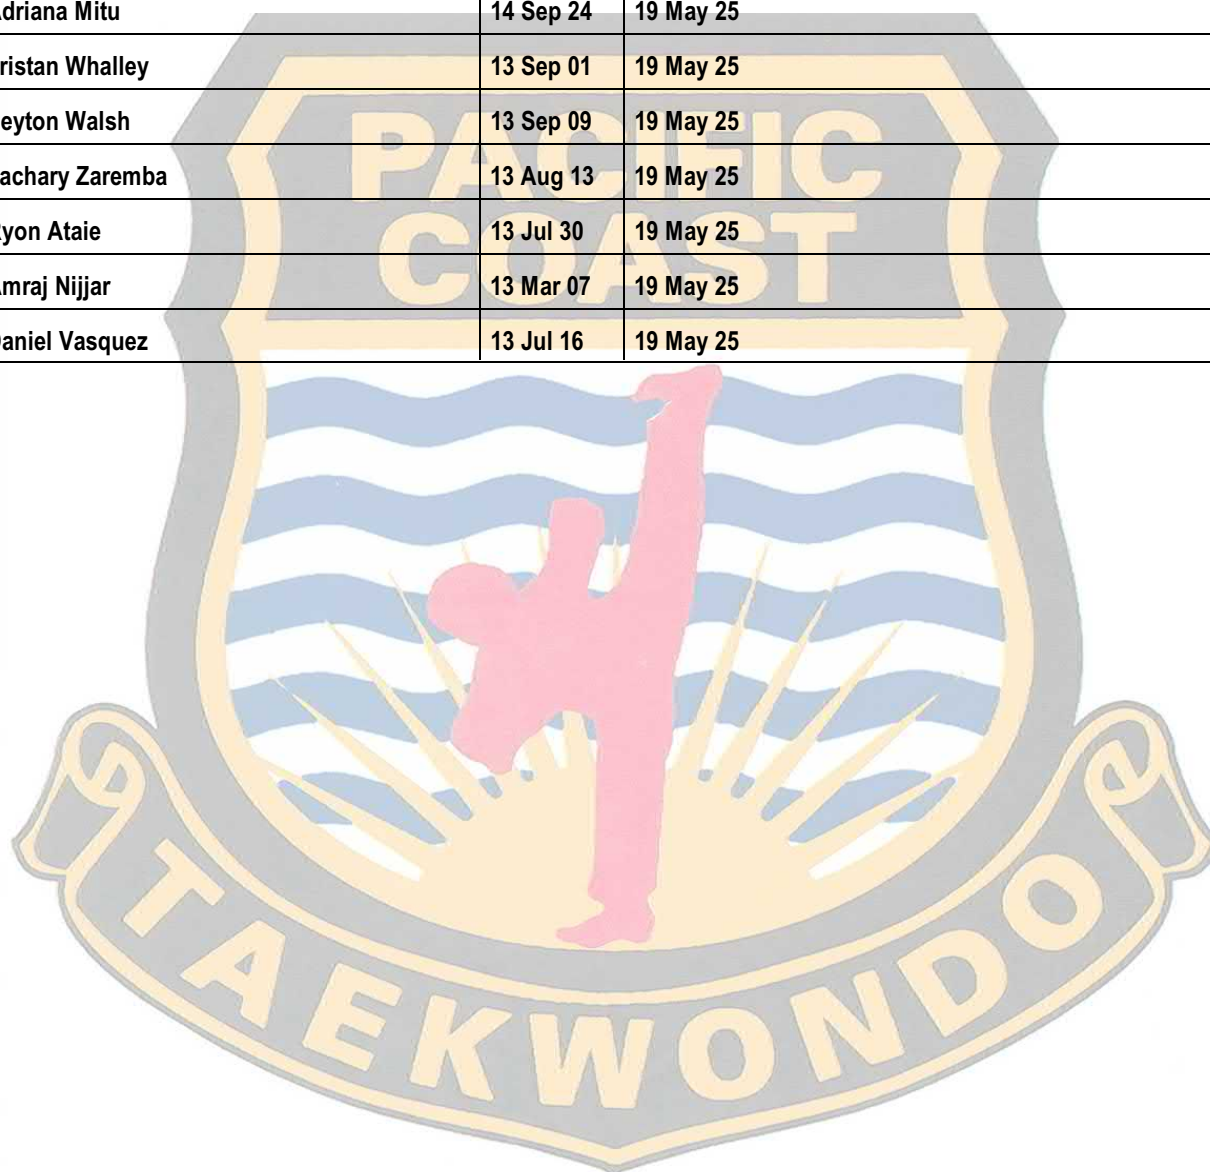 driana Mitu 14 Sep 24 19 May 25
ristan Whalley 13 Sep 01 19 May 25
eyton Walsh 13 Sep 09 19 May 25
achary Zaremba 13 Aug 13 19 May 25
yon Ataie 13 Jul 30 19 May 25
mraj Nijjar 13 Mar 07 19 May 25
aniel Vasquez 13 Jul 16 19 May 25
PACIFIC
COAST
TAEKWONDO